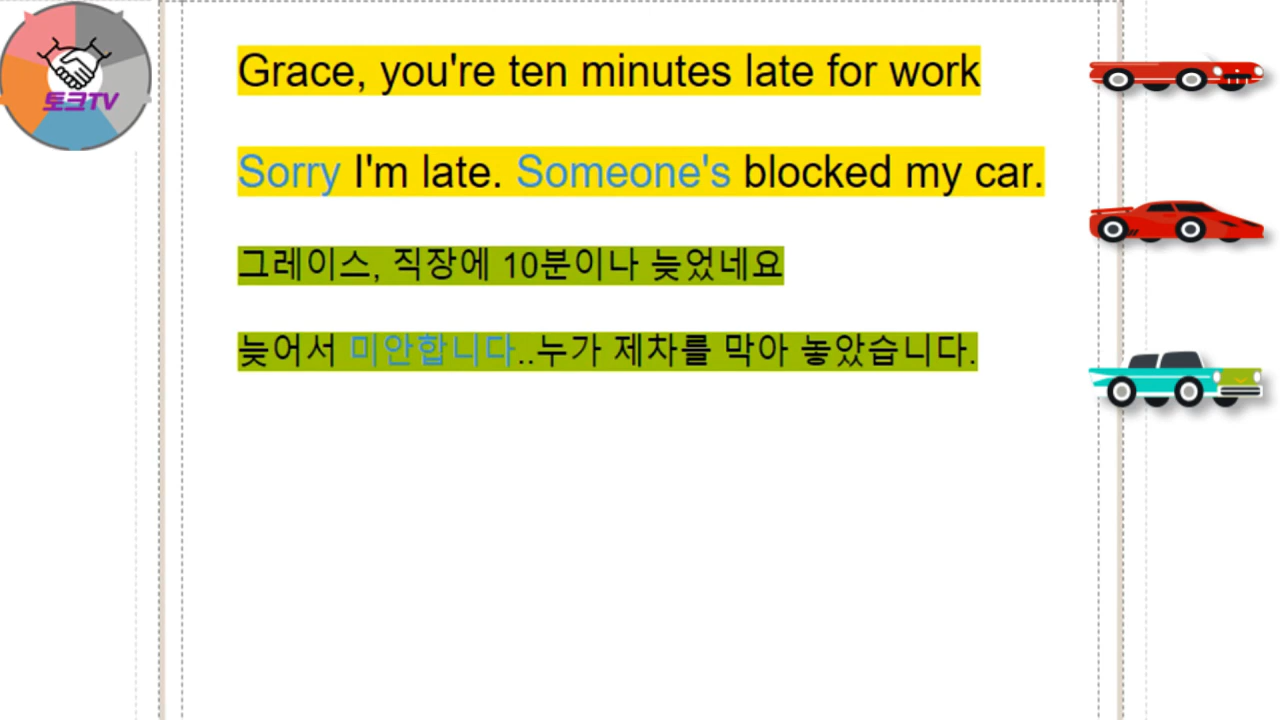 토크TV
Grace, you're ten minutes late for work
Sorry I'm late. Someone's blocked my car.
그레이스, 직장에 10분이나 늦었네요
늦어서 미안합니다..누가 제차를 막아 놓았습니다.